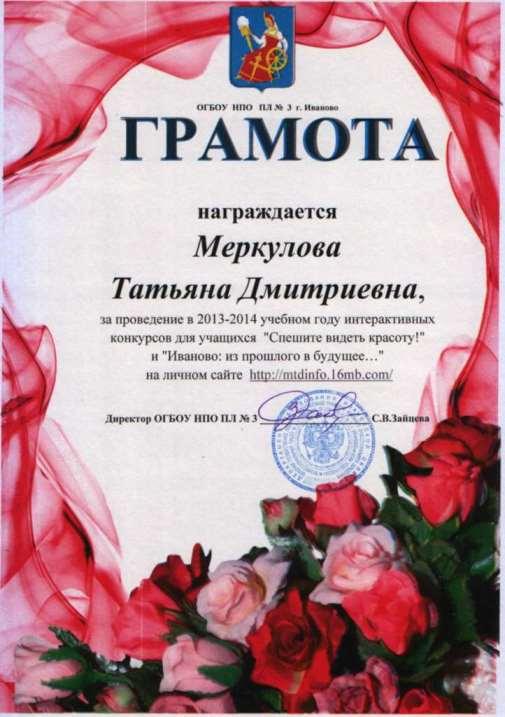 ОГБОУ НПО ПЛ № 3 г. Иваново
ГРАМОТА
награждается
Меркулова
Татьяна Дмитриевна,
за проведение в 2013-2014 учебном году интерактивных
конкурсов для учащихся "Спешите видеть красоту!"
и "Иваново: из прошлого в будущее…"
на личном сайте http://mtdinfo.16mb.com/
Директор ОГБОУ НПО ПЛ № 3 С.В.Зайцева